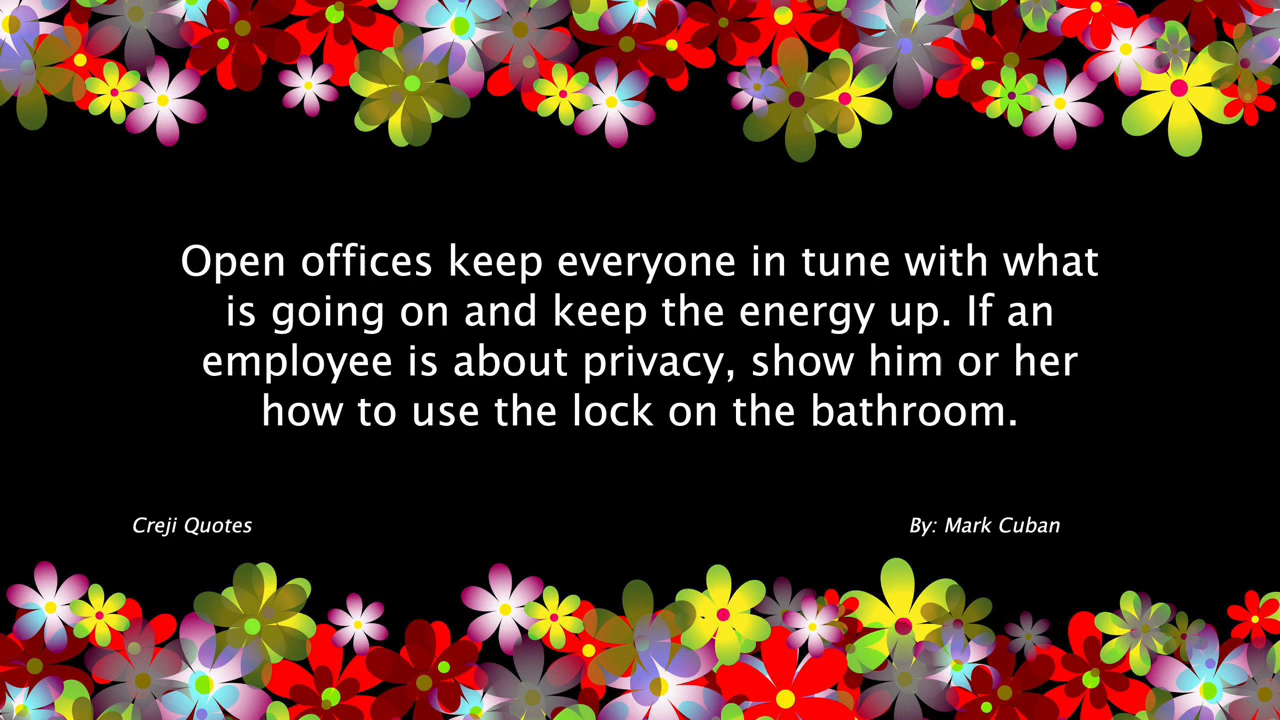 Open offices keep everyone in tune with what
is going on and keep the energy up. If an
employee is about privacy, show him or her
how to use the lock on the bathroom.
Creji Quotes
By: Mark Cuban